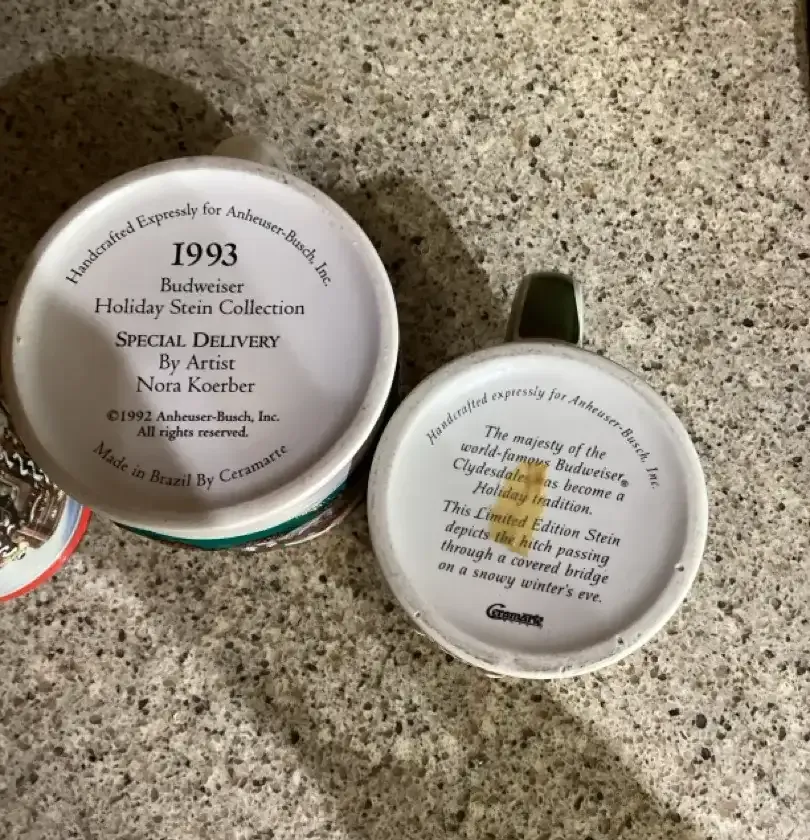 Handcrafted Expressly for Anheuser-Busch, Inc.
1993
Budweiser
Holiday Stein Collection
SPECIAL DELIVERY
By Artist
Nora Koerber
©1992 Anheuser-Busch, Inc.
All rights reserved.
Made in Brazil By Ceramarte
Handcrafted expressly for Anheuser-Busch, Inc.
The majesty of the
world-famous Budweiser®
Clydesdales has become a
Holiday tradition.
This Limited Edition Stein
depicts the hitch passing
through a covered bridge
on a snowy winter's eve.
Ceramarte